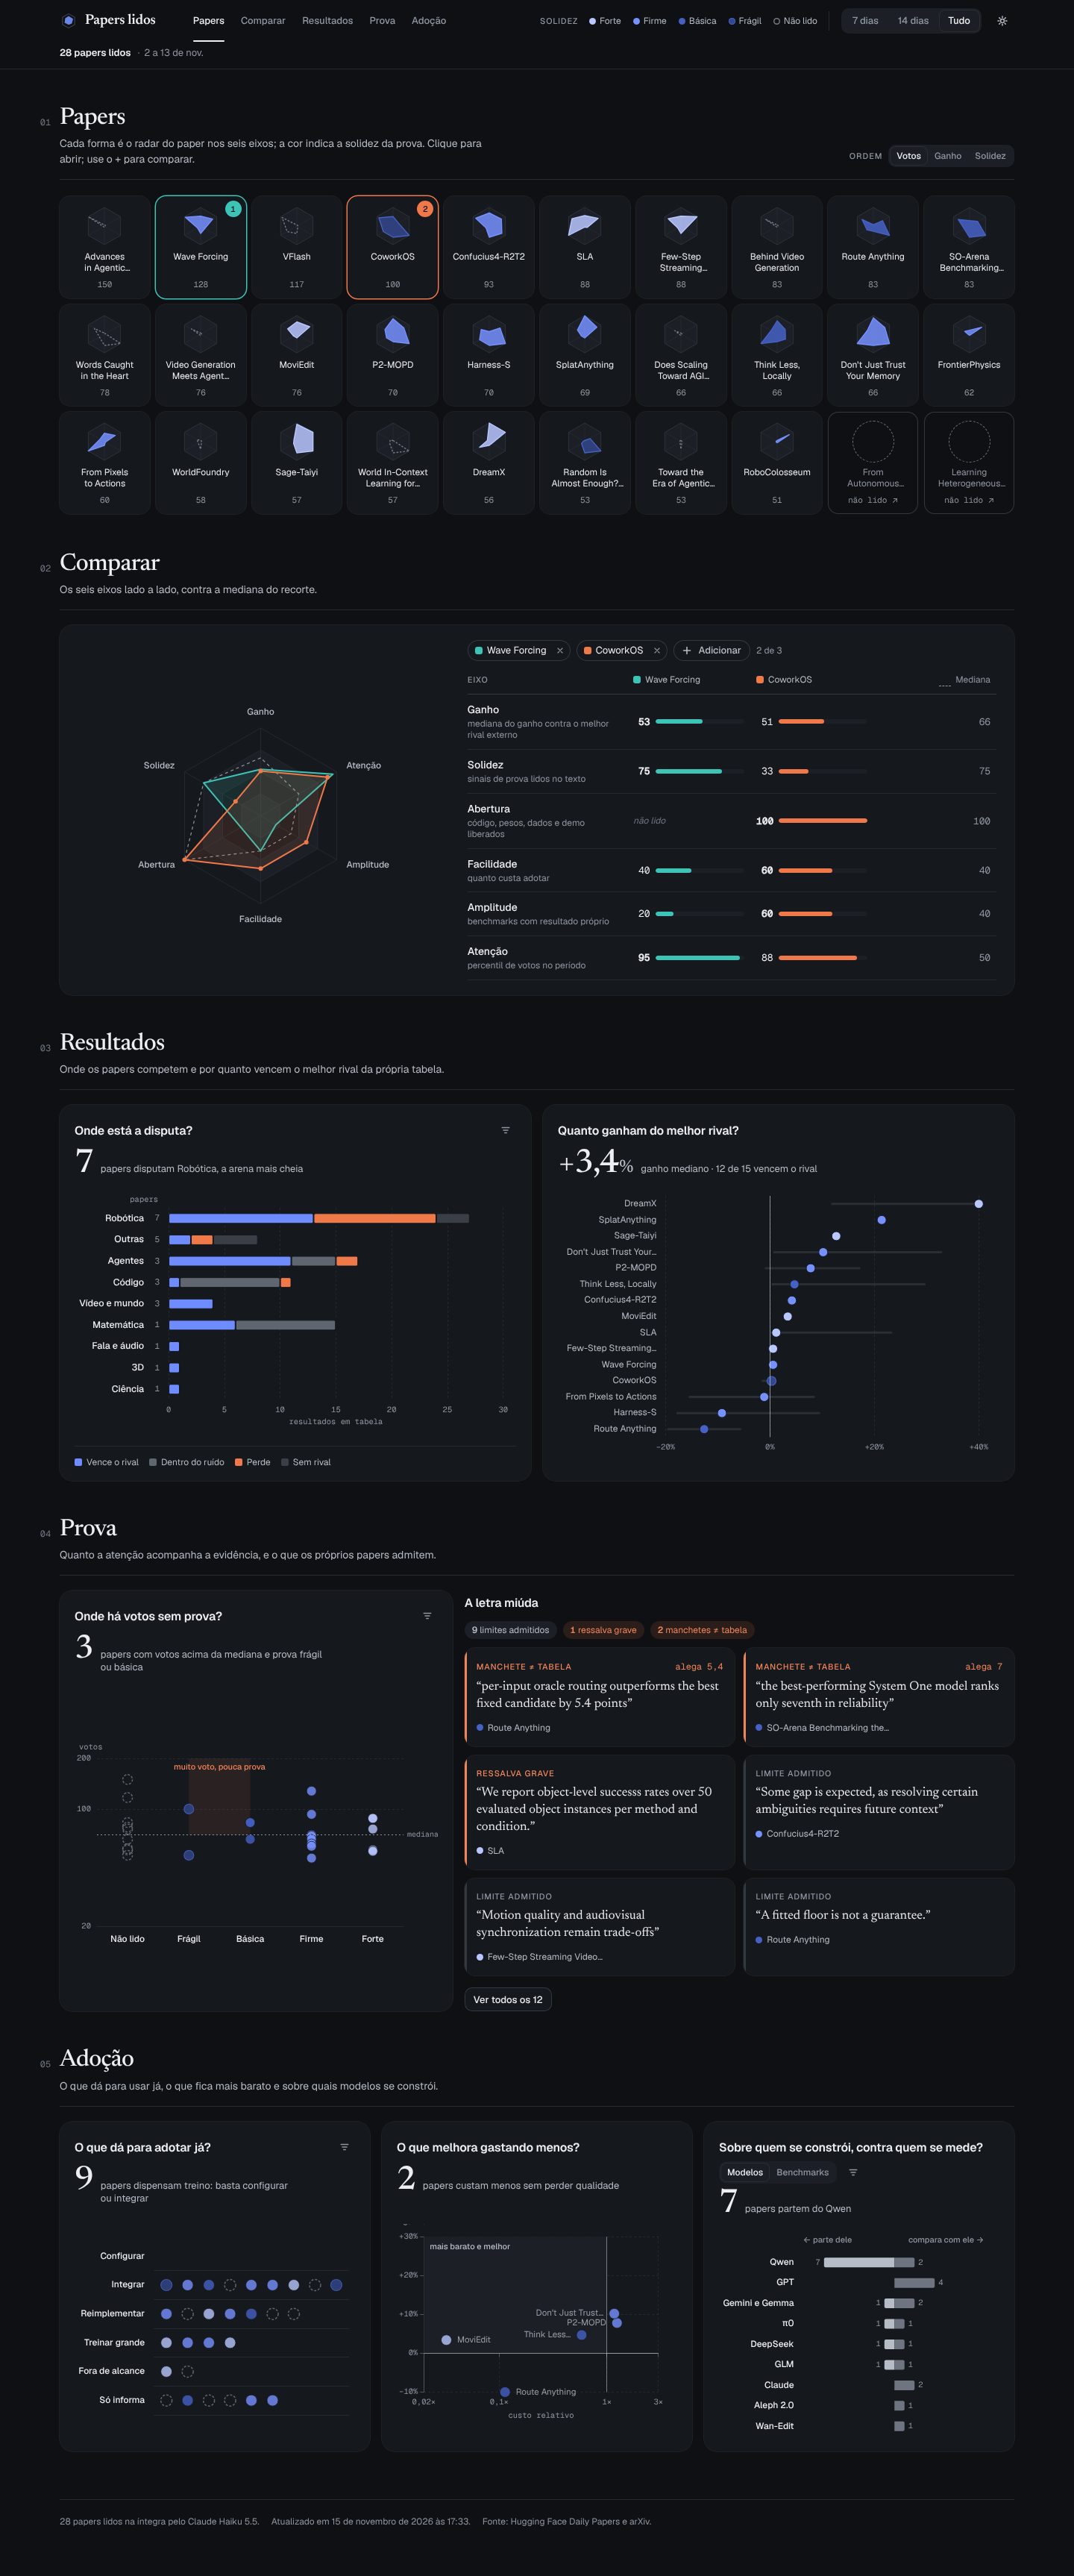 Papers lidos
Papers Comparar Resultados Prova Adoção
SOLIDEZ Forte Firme Básica Frágil Não lido
7 dias 14 dias Tudo
28 papers lidos · 2 a 13 de nov.
01 Papers
Cada forma é o radar do paper nos seis eixos; a cor indica a solidez da prova. Clique para
abrir; use o + para comparar.
ORDEM Votos Ganho Solidez
1
2
Advances
in Agentic...
150
Wave Forcing
128
VFlash
117
CoworkOS
100
Confucius4-R2T2
93
SLA
88
Few-Step
Streaming...
88
Behind Video
Generation
83
Route Anything
83
SO-Arena
Benchmarking...
83
Words Caught
in the Heart
78
Video Generation
Meets Agent...
76
MoviEdit
76
P2-MOPD
70
Harness-S
70
SplatAnything
69
Does Scaling
Toward AGI...
66
Think Less,
Locally
66
Don't Just Trust
Your Memory
66
FrontierPhysics
62
From Pixels
to Actions
60
WorldFoundry
58
Sage-Taiyi
57
World In-Context
Learning for...
57
DreamX
56
Random Is
Almost Enough?...
53
Toward the
Era of Agentic...
53
RoboColosseum
51
From
Autonomous...
não lido ↗
Learning
Heterogeneous...
não lido ↗
02 Comparar
Os seis eixos lado a lado, contra a mediana do recorte.
Ganho
Solidez
Atenção
Abertura
Amplitude
Facilidade
Wave Forcing × CoworkOS × + Adicionar 2 de 3
EIXO Wave Forcing CoworkOS Mediana
Ganho
mediana do ganho contra o melhor
rival externo
53 51 66
Solidez
sinais de prova lidos no texto
75 33 75
Abertura
código, pesos, dados e demo
liberados
não lido 100 100
Facilidade
quanto custa adotar
40 60 40
Amplitude
benchmarks com resultado próprio
20 60 40
Atenção
percentil de votos no período
95 88 50
03 Resultados
Onde os papers competem e por quanto vencem o melhor rival da própria tabela.
Onde está a disputa?
7 papers disputam Robótica, a arena mais cheia
papers
Robótica 7
Outras 5
Agentes 3
Código 3
Vídeo e mundo 3
Matemática 1
Fala e áudio 1
3D 1
Ciência 1
0 5 10 15 20 25 30
resultados em tabela
Vence o rival Dentro do ruído Perde Sem rival
Quanto ganham do melhor rival?
+3,4% ganho mediano · 12 de 15 vencem o rival
DreamX
SplatAnything
Sage-Taiyi
Don't Just Trust Your...
P2-MOPD
Think Less, Locally
Confucius4-R2T2
MoviEdit
SLA
Few-Step Streaming...
Wave Forcing
CoworkOS
From Pixels to Actions
Harness-S
Route Anything
−20% 0% +20% +40%
04 Prova
Quanto a atenção acompanha a evidência, e o que os próprios papers admitem.
Onde há votos sem prova?
3 papers com votos acima da mediana e prova frágil
ou básica
votos
200
muito voto, pouca prova
100
mediana
20
Não lido Frágil Básica Firme Forte
A letra miúda
9 limites admitidos 1 ressalva grave 2 manchetes ≠ tabela
MANCHETE ≠ TABELA alega 5,4
“per-input oracle routing outperforms the best
fixed candidate by 5.4 points”
Route Anything
MANCHETE ≠ TABELA alega 7
“the best-performing System One model ranks
only seventh in reliability”
SO-Arena Benchmarking the...
RESSALVA GRAVE
“We report object-level successs rates over 50
evaluated object instances per method and
condition.”
SLA
LIMITE ADMITIDO
“Some gap is expected, as resolving certain
ambiguities requires future context”
Confucius4-R2T2
LIMITE ADMITIDO
“Motion quality and audiovisual
synchronization remain trade-offs”
Few-Step Streaming Video...
LIMITE ADMITIDO
“A fitted floor is not a guarantee.”
Route Anything
Ver todos os 12
05 Adoção
O que dá para usar já, o que fica mais barato e sobre quais modelos se constrói.
O que dá para adotar já?
9 papers dispensam treino: basta configurar
ou integrar
Configurar
Integrar
Reimplementar
Treinar grande
Fora de alcance
Só informa
O que melhora gastando menos?
2 papers custam menos sem perder qualidade
+30%
mais barato e melhor
+20%
+10%
Don't Just Trust...
P2-MOPD
Think Less...
MoviEdit
0%
−10%
Route Anything
0,02× 0,1× 1× 3×
custo relativo
Sobre quem se constrói, contra quem se mede?
Modelos Benchmarks
7 papers partem do Qwen
← parte dele compara com ele →
Qwen 7 2
GPT 4
Gemini e Gemma 1 2
π0 1 1
DeepSeek 1 1
GLM 1 1
Claude 2
Aleph 2.0 1
Wan-Edit 1
28 papers lidos na íntegra pelo Claude Haiku 5.5. Atualizado em 15 de novembro de 2026 às 17:33. Fonte: Hugging Face Daily Papers e arXiv.